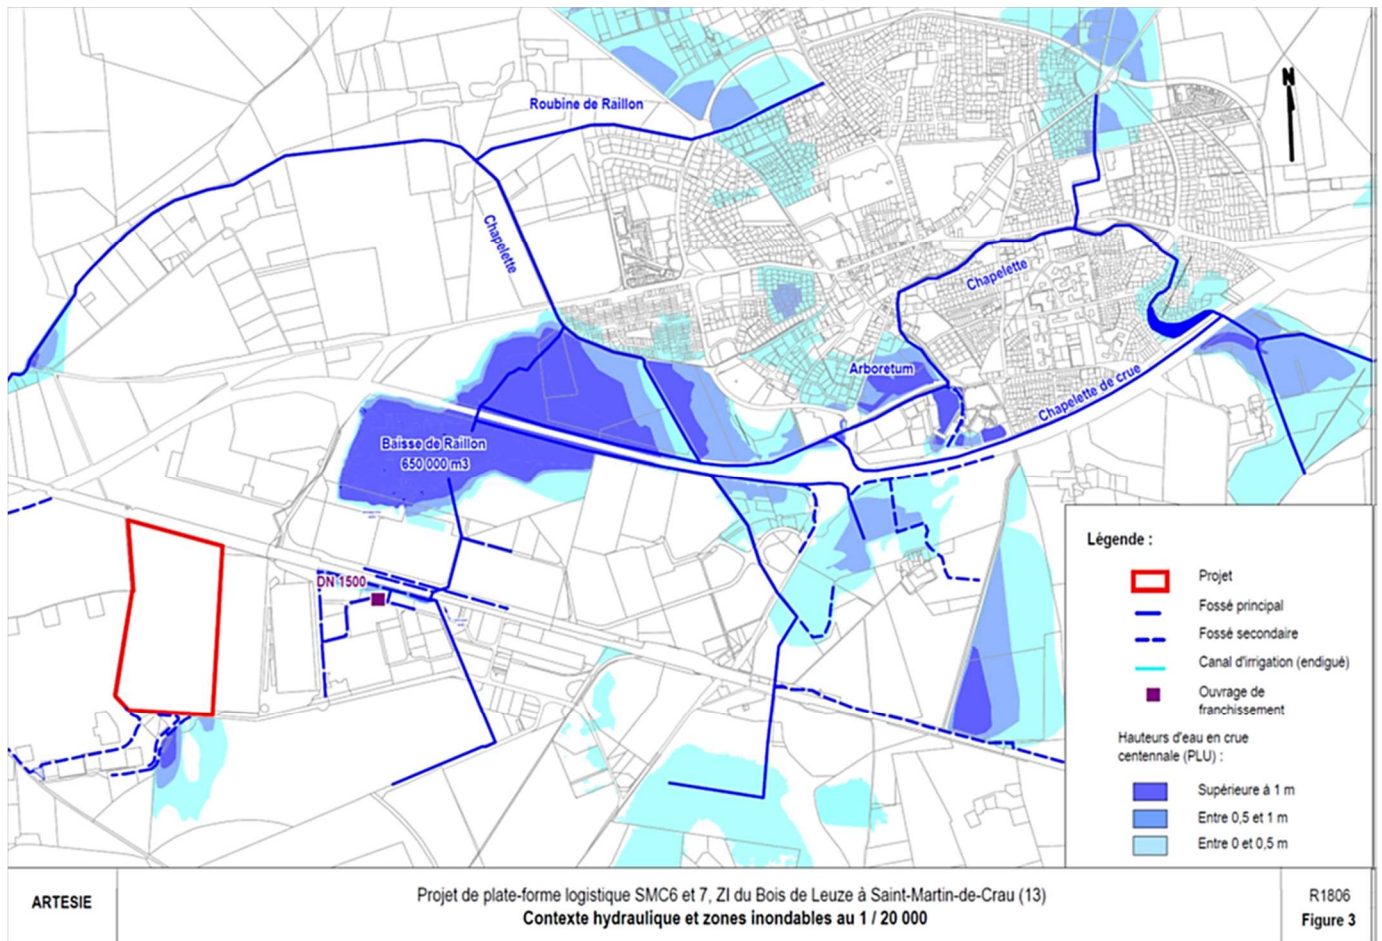 Roubine de Raillon
N
Chapelette
Chapelette
Arboretum
Chapelette de crue
Baisse de Raillon
650 000 m3
DN 1500
Légende :
Projet
Fossé principal
Fossé secondaire
Canal d'irrigation (endigué)
Ouvrage de
franchissement
Hauteurs d'eau en crue
centennale (PLU) :
Supérieure à 1 m
Entre 0,5 et 1 m
Entre 0 et 0,5 m
ARTESIE
Projet de plate-forme logistique SMC6 et 7, ZI du Bois de Leuze à Saint-Martin-de-Crau (13)
Contexte hydraulique et zones inondables au 1 / 20 000
R1806
Figure 3